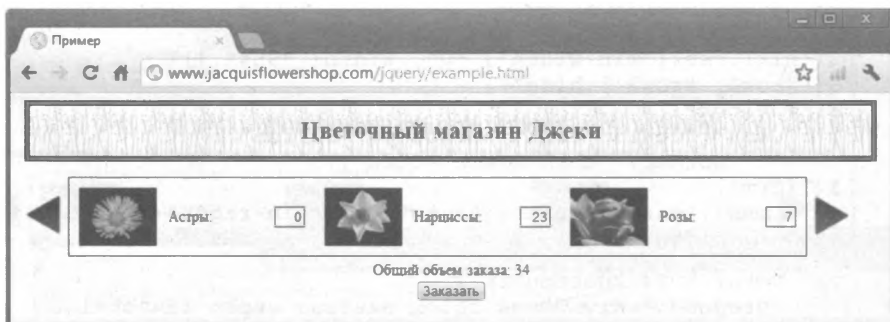 Пример
www.jacquisflowershop.com/jquery/example.html
Цветочный магазин Джеки
Астры: 0 Нарциссы: 23 Розы: 7
Общий объем заказа: 34
Заказать